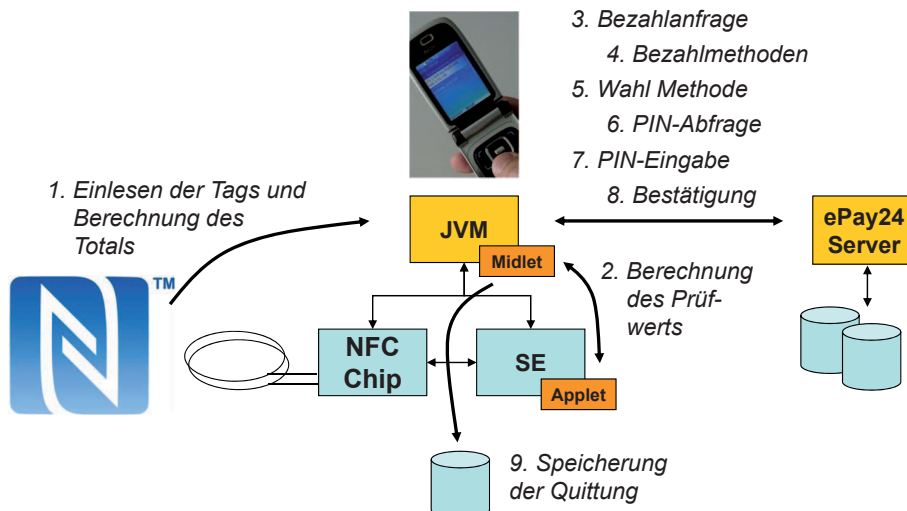 3. Bezahlanfrage
4. Bezahlmethoden
5. Wahl Methode
6. PIN-Abfrage
7. PIN-Eingabe
8. Bestätigung
1. Einlesen der Tags und
Berechnung des
Totals
TM
JVM
Midlet
ePay24
Server
2. Berechnung
des Prüf-
werts
NFC
Chip
SE
Applet
9. Speicherung
der Quittung